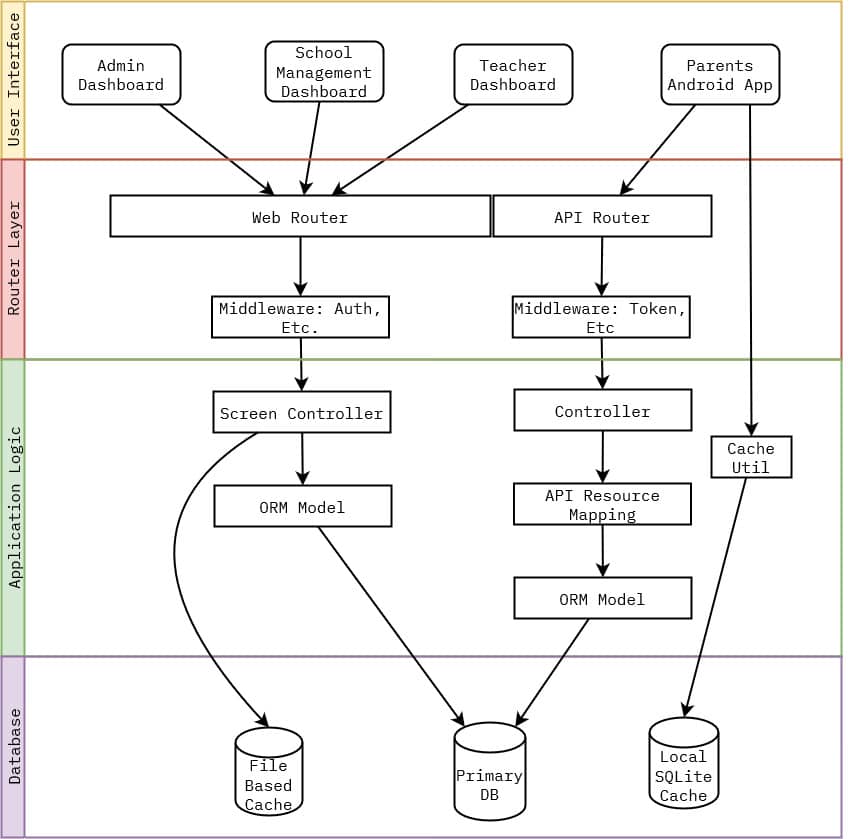 User Interface
Admin
Dashboard
School
Management
Dashboard
Teacher
Dashboard
Parents
Android App
Router Layer
Web Router
API Router
Middleware: Auth,
Etc.
Middleware: Token,
Etc
Application Logic
Screen Controller
Controller
Cache
Util
ORM Model
API Resource
Mapping
ORM Model
Database
File
Based
Cache
Primary
DB
Local
SQLite
Cache